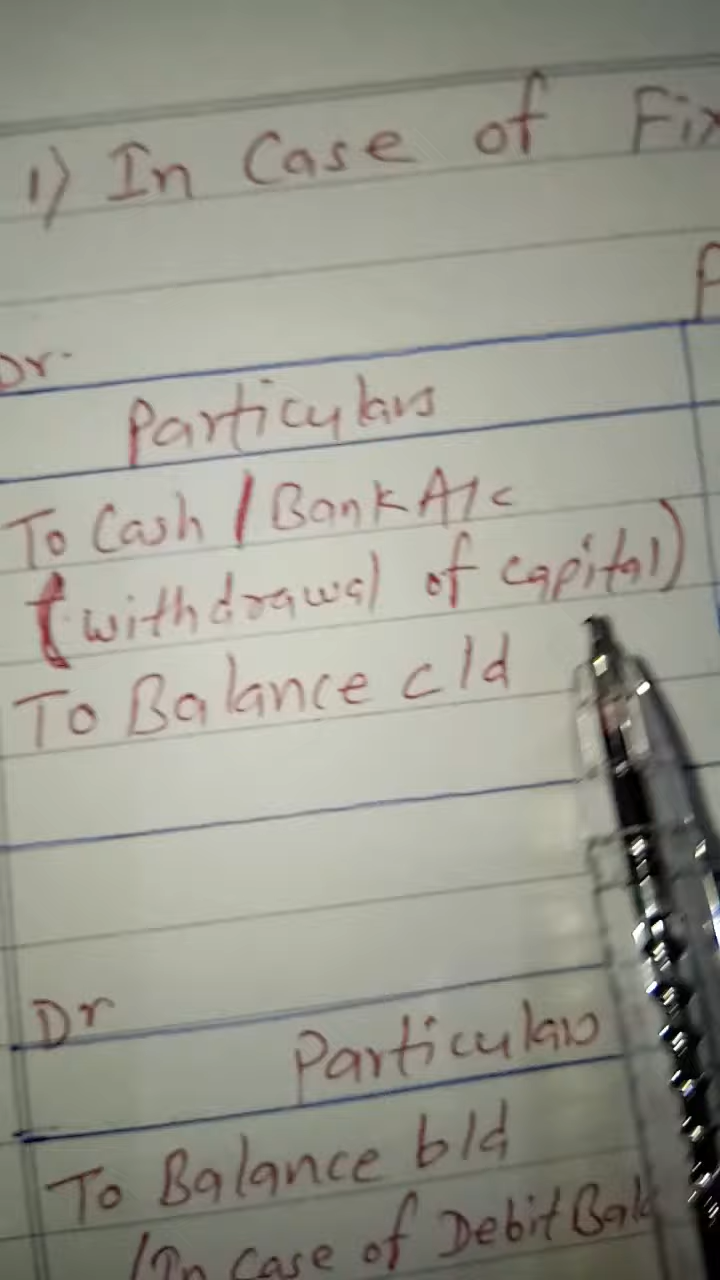 1) In Case of Fix
Dr.
Particulars
To Cash / Bank A/c
(withdrawal of capital)
To Balance c/d
Dr
Particulars
To Balance b/d
(In case of Debit Bal